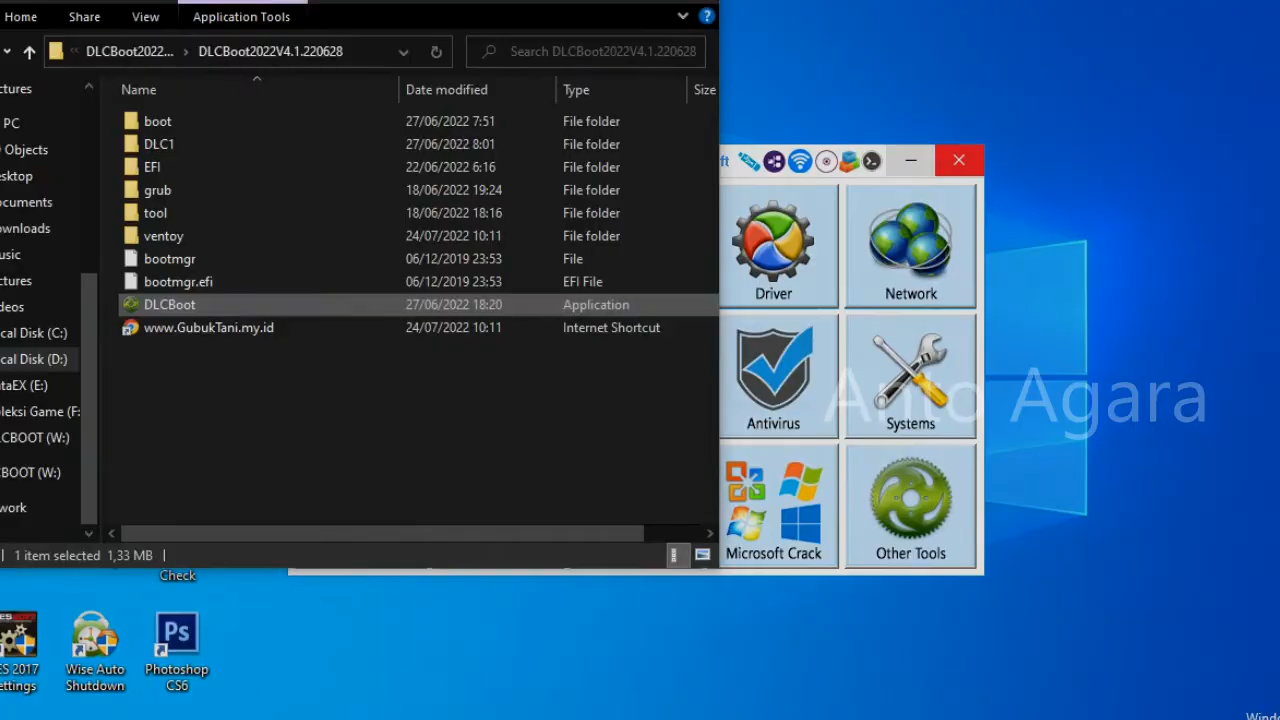 Home Share View Application Tools
DLCBoot2022... DLCBoot2022V4.1.220628 Search DLCBoot2022V4.1.220628
Name Date modified Type Size
boot 27/06/2022 7:51 File folder
DLC1 27/06/2022 8:01 File folder
EFI 22/06/2022 6:16 File folder
grub 18/06/2022 19:24 File folder
tool 18/06/2022 18:16 File folder
ventoy 24/07/2022 10:11 File folder
bootmgr 06/12/2019 23:53 File
bootmgr.efi 06/12/2019 23:53 EFI File
DLCBoot 27/06/2022 18:20 Application
www.GubukTani.my.id 24/07/2022 10:11 Internet Shortcut
ctures
PC
Objects
esktop
ocuments
ownloads
usic
ctures
deos
cal Disk (C:)
cal Disk (D:)
ataEX (E:)
oleksi Game (F:
LCBOOT (W:)
CBOOT (W:)
work
1 item selected 1,33 MB
ft
Driver Network
Antivirus Systems
Microsoft Crack Other Tools
Anto Agara
Check
ES 2017
ettings
Wise Auto
Shutdown
Ps
Photoshop
CS6
Windo